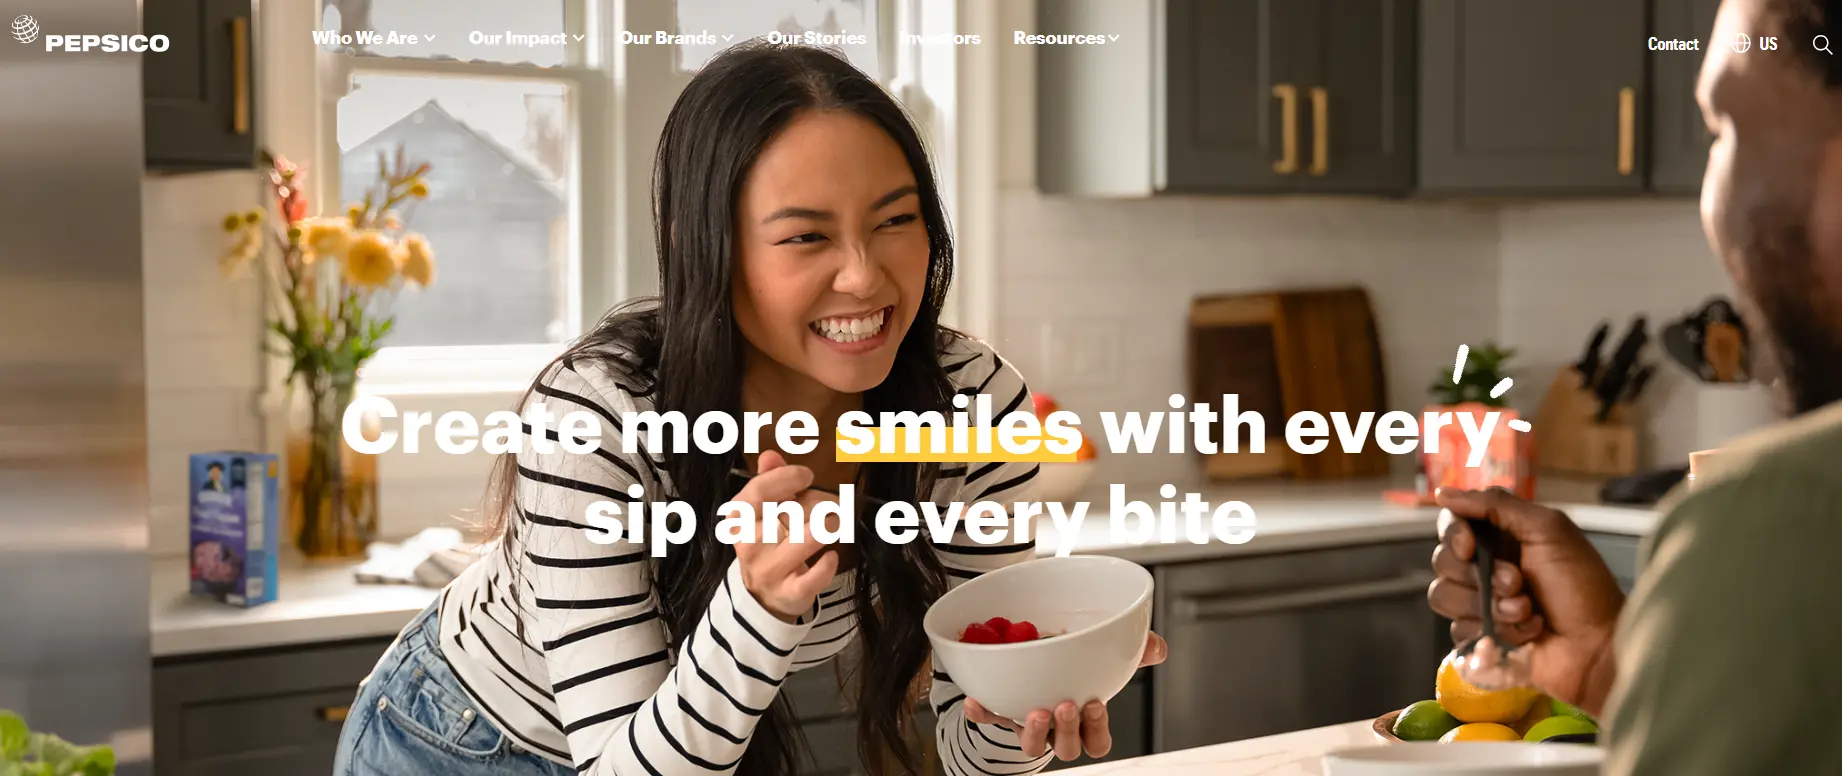 PEPSICO
Who We Are
Our Impact
Our Brands
Our Stories
Investors
Resources
Contact
US
Create more smiles with every
sip and every bite